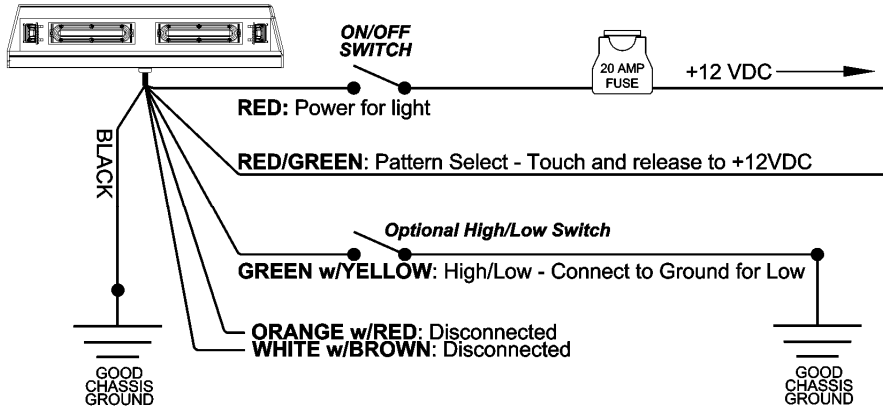 ON/OFF
SWITCH
20 AMP
FUSE
+12 VDC
RED: Power for light
BLACK
RED/GREEN: Pattern Select - Touch and release to +12VDC
Optional High/Low Switch
GREEN w/YELLOW: High/Low - Connect to Ground for Low
ORANGE w/RED: Disconnected
WHITE w/BROWN: Disconnected
GOOD
CHASSIS
GROUND
GOOD
CHASSIS
GROUND